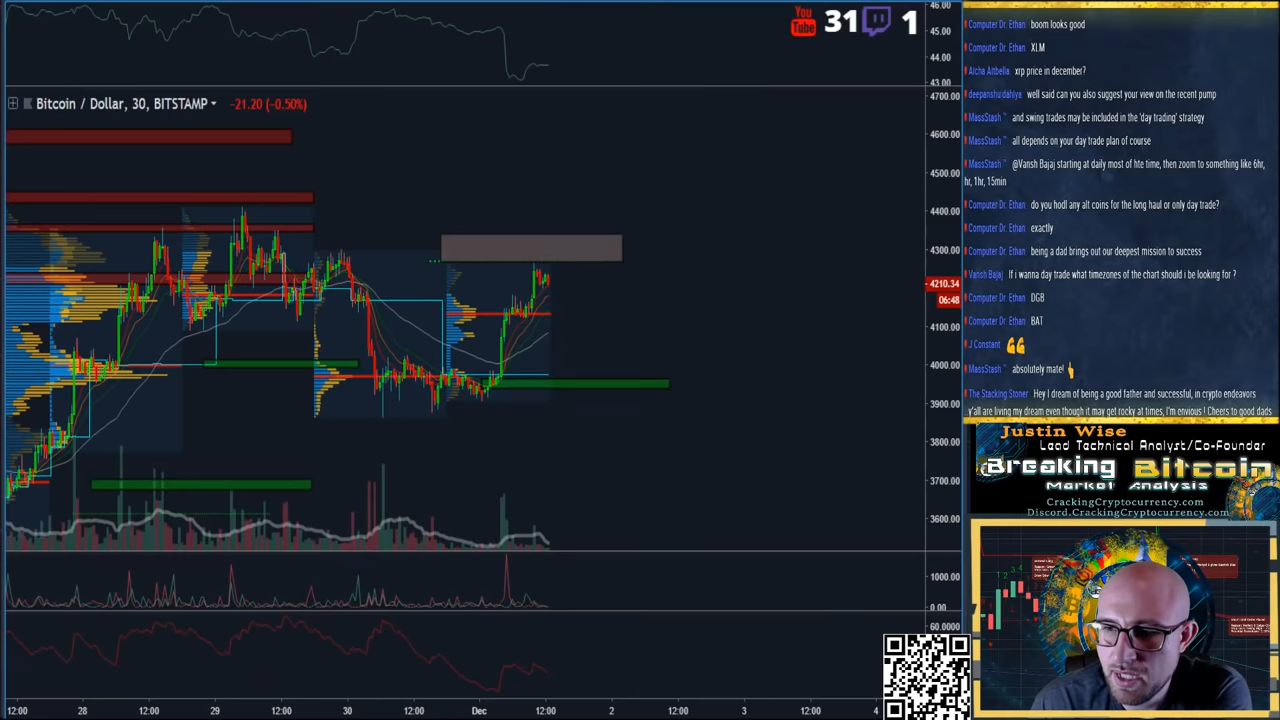 You Tube 31 1
Bitcoin / Dollar, 30, BITSTAMP −21.20 (−0.50%)
46.00
45.00
44.00
43.00
4700.00
4600.00
4500.00
4400.00
4300.00
4210.34
06:48
4100.00
4000.00
3900.00
3800.00
3700.00
3600.00
1000.00
0.00
60.0000
12:00 28 12:00 29 12:00 30 12:00 Dec 12:00 2 12:00 3 12:00 4
Computer Dr. Ethan boom looks good
Computer Dr. Ethan XLM
Aicha Altbella xrp price in december?
deepanshu dahiya well said can you also suggest your view on the recent pump
MassStash ™ and swing trades may be included in the 'day trading' strategy
MassStash ™ all depends on your day trade plan of course
MassStash ™ @Vansh Bajaj starting at daily most of hte time, then zoom to something like 6hr,
hr, 1hr, 15min
Computer Dr. Ethan do you hodl any alt coins for the long haul or only day trade?
Computer Dr. Ethan exactly
Computer Dr. Ethan being a dad brings out our deepest mission to success
Vansh Bajaj If i wanna day trade what timezones of the chart should i be looking for ?
Computer Dr. Ethan DGB
Computer Dr. Ethan BAT
J Constant 💪💪
MassStash ™ absolutely mate! 👆
The Stacking Stoner Hey I dream of being a good father and successful, in crypto endeavors
y'all are living my dream even though it may get rocky at times, I'm envious ! Cheers to good dads
Justin Wise
Lead Technical Analyst/Co-Founder
Breaking Bitcoin
Market Analysis
CrackingCryptocurrency.com
Discord.CrackingCryptocurrency.com
1 2 3 4